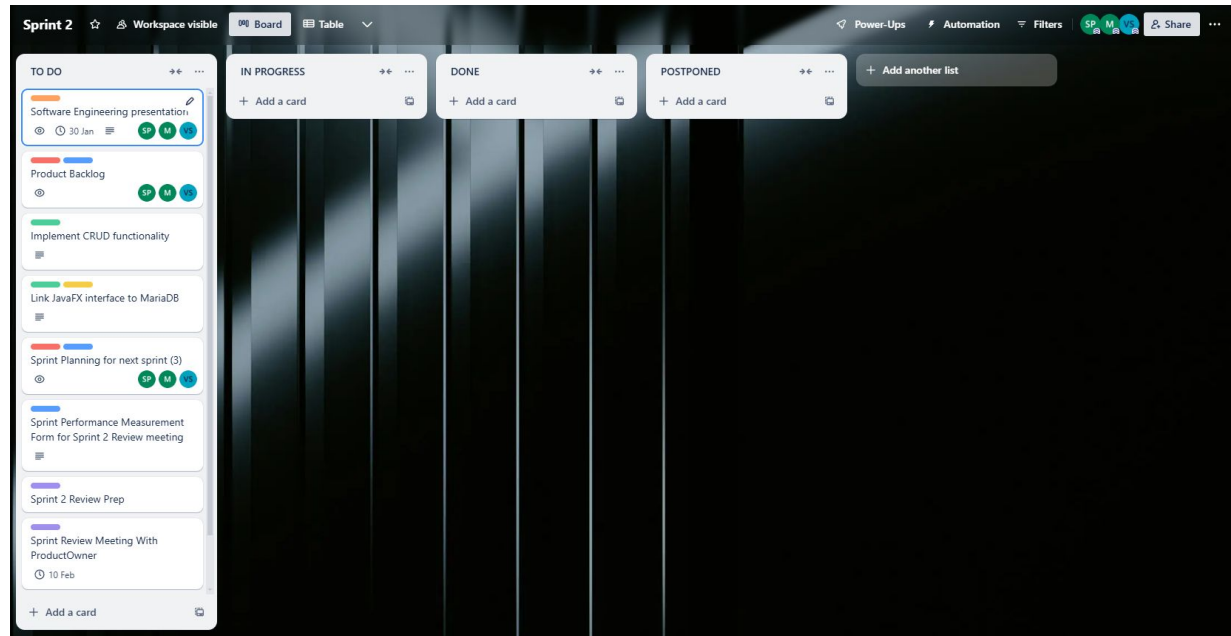 Sprint 2
Workspace visible
Board
Table
Power-Ups
Automation
Filters
SP
M
VS
Share
TO DO
Software Engineering presentation
30 Jan
SP
M
VS
Product Backlog
SP
M
VS
Implement CRUD functionality
Link JavaFX interface to MariaDB
Sprint Planning for next sprint (3)
SP
M
VS
Sprint Performance Measurement
Form for Sprint 2 Review meeting
Sprint 2 Review Prep
Sprint Review Meeting With
ProductOwner
10 Feb
+ Add a card
IN PROGRESS
+ Add a card
DONE
+ Add a card
POSTPONED
+ Add a card
+ Add another list